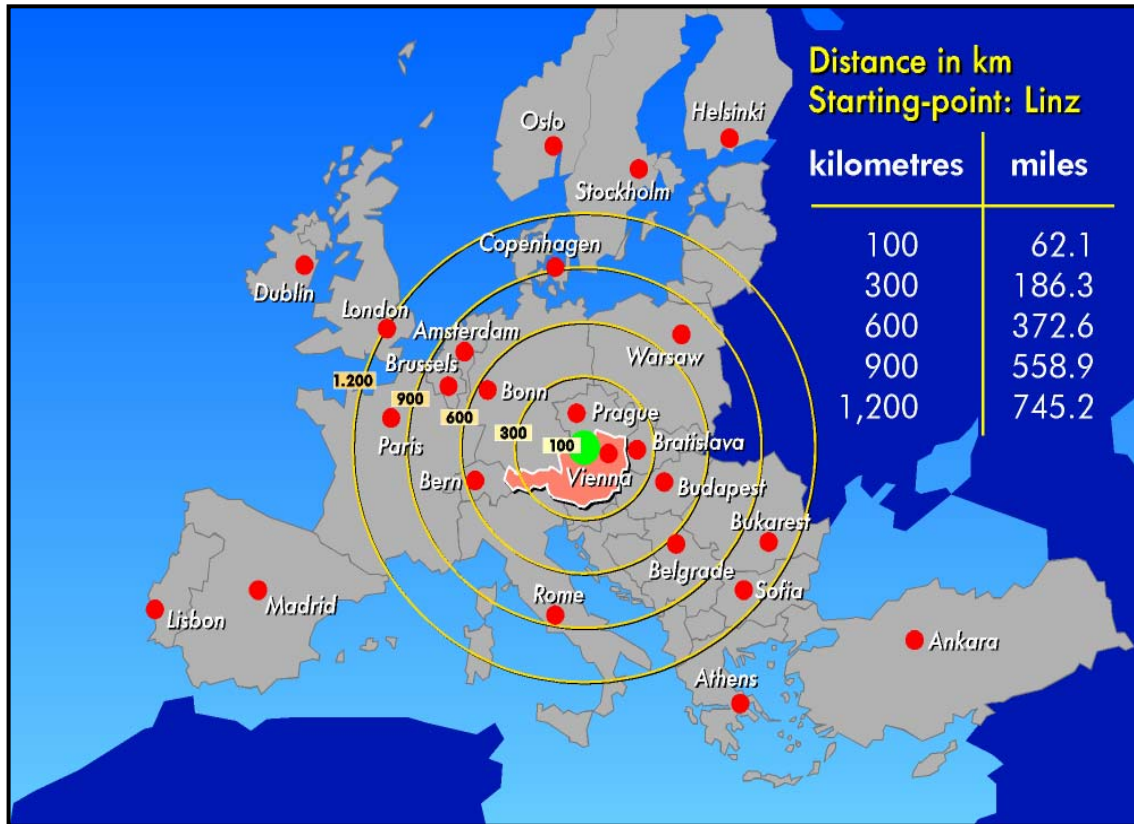 Distance in km
Starting-point: Linz
kilometres miles
100 62.1
300 186.3
600 372.6
900 558.9
1,200 745.2
Oslo
Helsinki
Stockholm
Copenhagen
Dublin
London
Amsterdam
Brussels
Warsaw
1.200
900
600
300
100
Bonn
Prague
Paris
Bratislava
Vienna
Bern
Budapest
Bukarest
Belgrade
Rome
Sofia
Madrid
Lisbon
Ankara
Athens